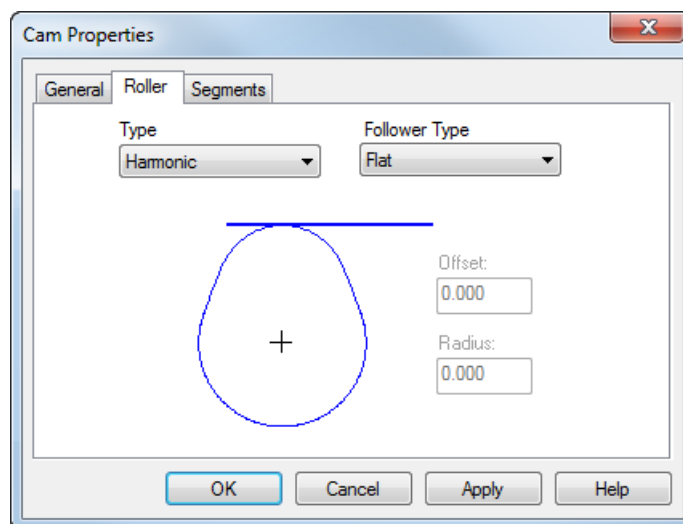 Cam Properties
General Roller Segments
Type Follower Type
Harmonic Flat
Offset:
0.000
Radius:
0.000
OK Cancel Apply Help